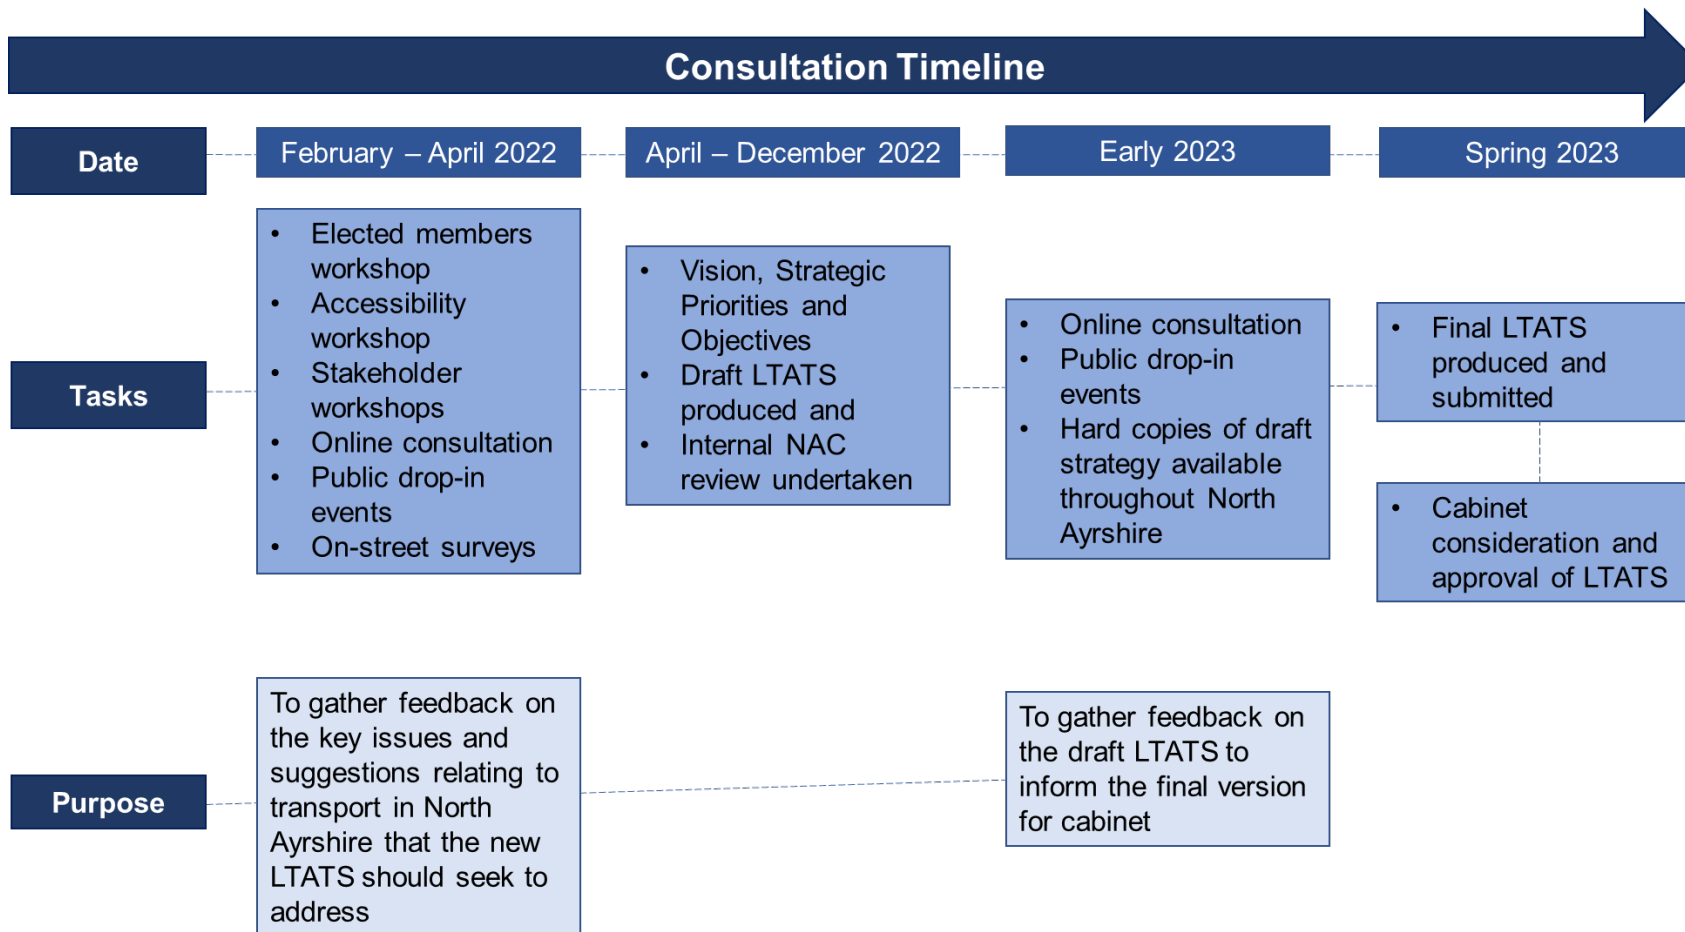 Consultation Timeline
Date
February – April 2022
April – December 2022
Early 2023
Spring 2023
Tasks
• Elected members
workshop
• Accessibility
workshop
• Stakeholder
workshops
• Online consultation
• Public drop-in
events
• On-street surveys
• Vision, Strategic
Priorities and
Objectives
• Draft LTATS
produced and
• Internal NAC
review undertaken
• Online consultation
• Public drop-in
events
• Hard copies of draft
strategy available
throughout North
Ayrshire
• Final LTATS
produced and
submitted
• Cabinet
consideration and
approval of LTATS
Purpose
To gather feedback on
the key issues and
suggestions relating to
transport in North
Ayrshire that the new
LTATS should seek to
address
To gather feedback on
the draft LTATS to
inform the final version
for cabinet